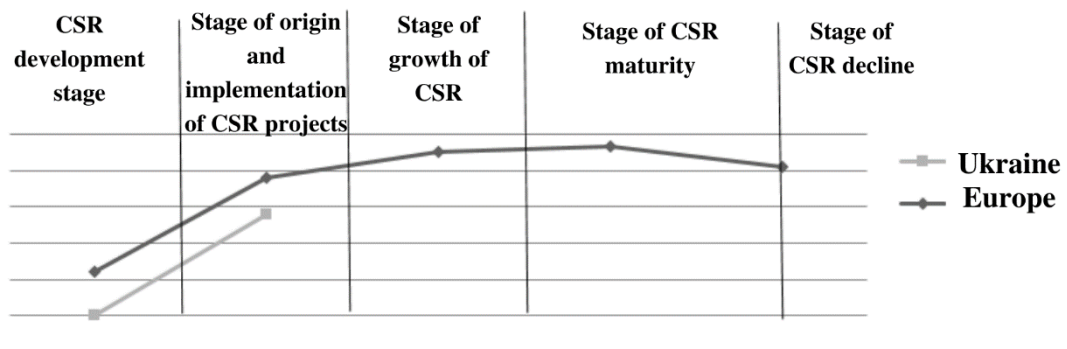 CSR
development
stage
Stage of origin
and
implementation
of CSR projects
Stage of
growth of
CSR
Stage of CSR
maturity
Stage of
CSR decline
Ukraine
Europe